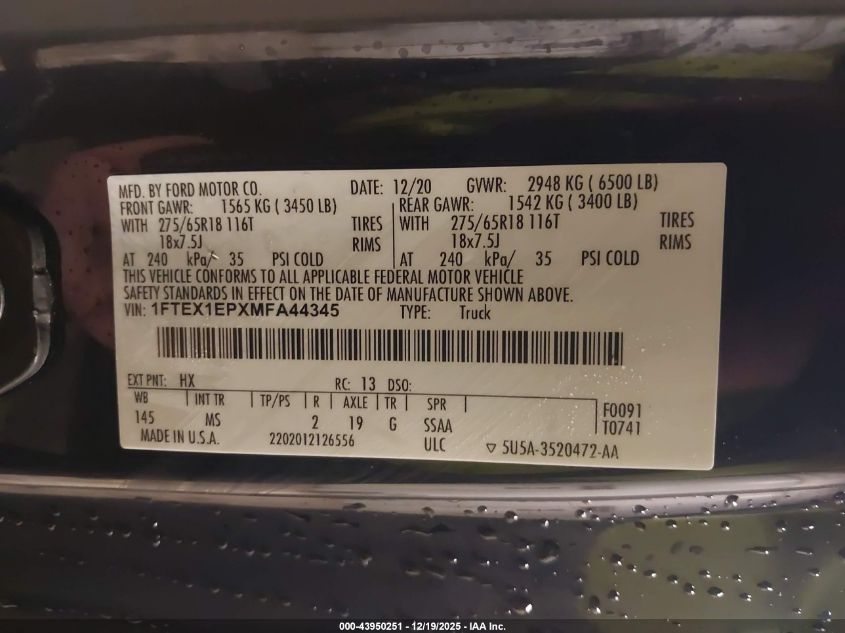 MFD. BY FORD MOTOR CO. DATE: 12/20 GVWR: 2948 KG ( 6500 LB)
FRONT GAWR: 1565 KG ( 3450 LB) REAR GAWR: 1542 KG ( 3400 LB)
WITH 275/65R18 116T TIRES WITH 275/65R18 116T TIRES
18x7.5J RIMS 18x7.5J RIMS
AT 240 kPa/ 35 PSI COLD AT 240 kPa/ 35 PSI COLD
THIS VEHICLE CONFORMS TO ALL APPLICABLE FEDERAL MOTOR VEHICLE
SAFETY STANDARDS IN EFFECT ON THE DATE OF MANUFACTURE SHOWN ABOVE.
VIN: 1FTEX1EPXMFA44345 TYPE: Truck
EXT PNT: HX RC: 13 DSO:
WB INT TR TP/PS R AXLE TR SPR F0091
145 MS 2 19 G SSAA T0741
MADE IN U.S.A. 2202012126556 ULC ▽ 5U5A-3520472-AA
000-43950251 - 12/19/2025 - IAA Inc.